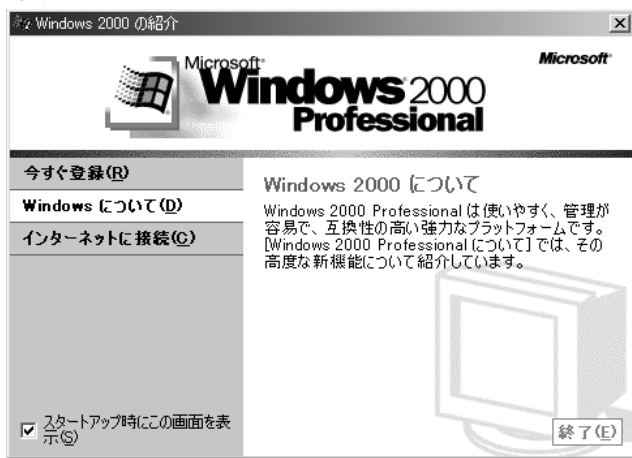 Windows 2000 の紹介
Microsoft
Windows 2000
Professional
Microsoft
今すぐ登録(R)
Windows について(D)
インターネットに接続(C)
スタートアップ時にこの画面を表
示(S)
Windows 2000 について
Windows 2000 Professional は使いやすく、管理が
容易で、互換性の高い強力なプラットフォームです。
[Windows 2000 Professional について] では、その
高度な新機能について紹介しています。
終了(E)